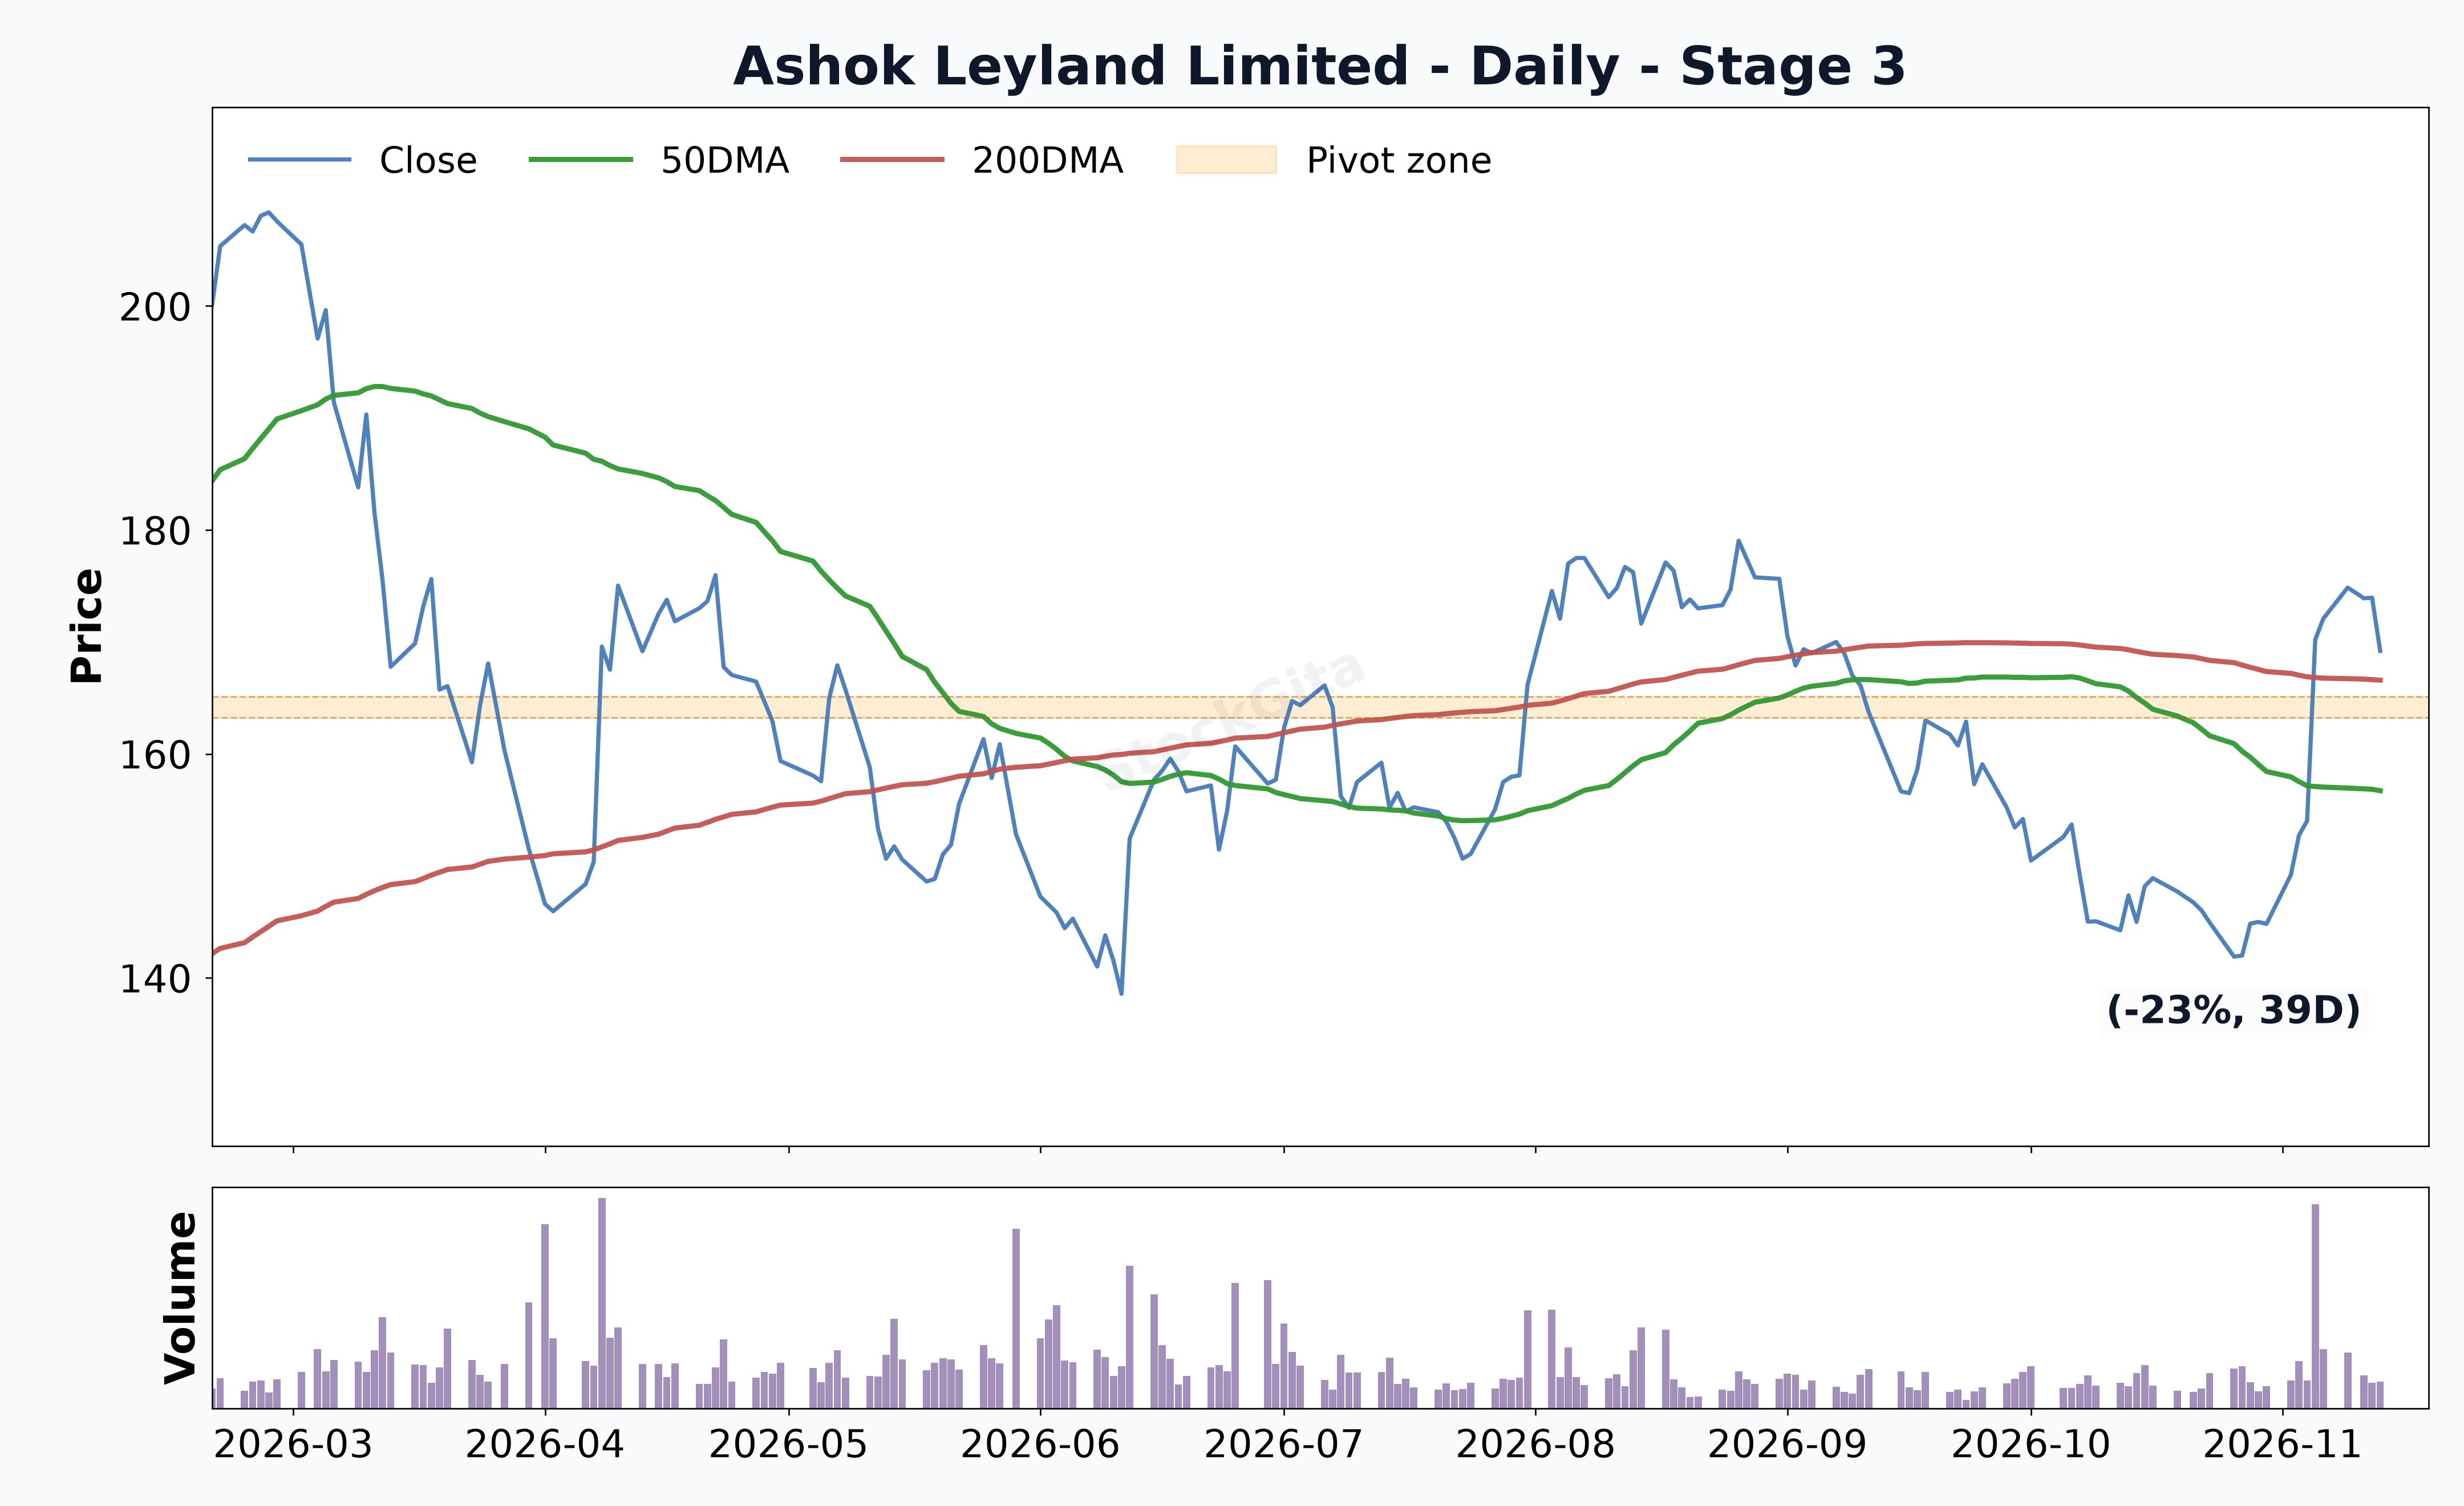 Ashok Leyland Limited - Daily - Stage 3
Close 50DMA 200DMA Pivot zone
Price
200
180
160
140
StockGita
(-23%, 39D)
Volume
2026-03 2026-04 2026-05 2026-06 2026-07 2026-08 2026-09 2026-10 2026-11